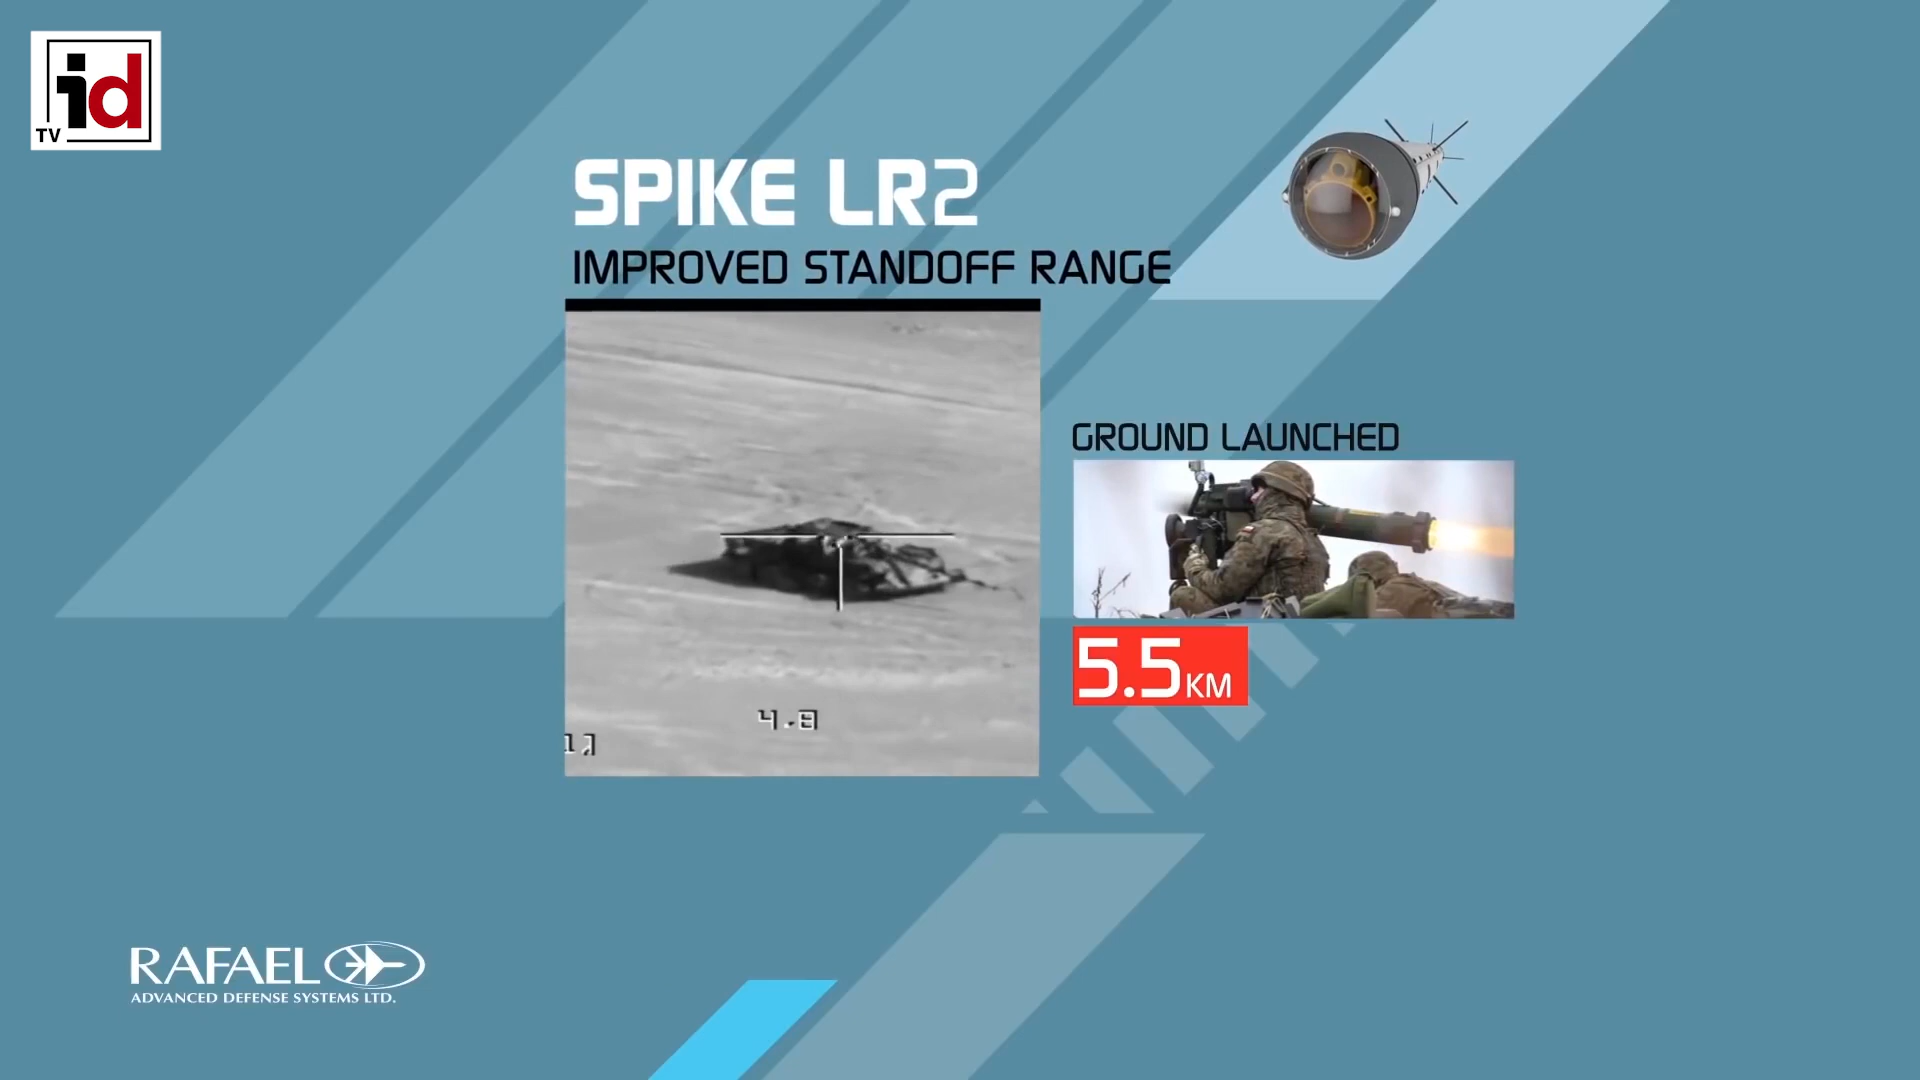 id
TV
SPIKE LR2
IMPROVED STANDOFF RANGE
GROUND LAUNCHED
5.5KM
4.8
RAFAEL
ADVANCED DEFENSE SYSTEMS LTD.